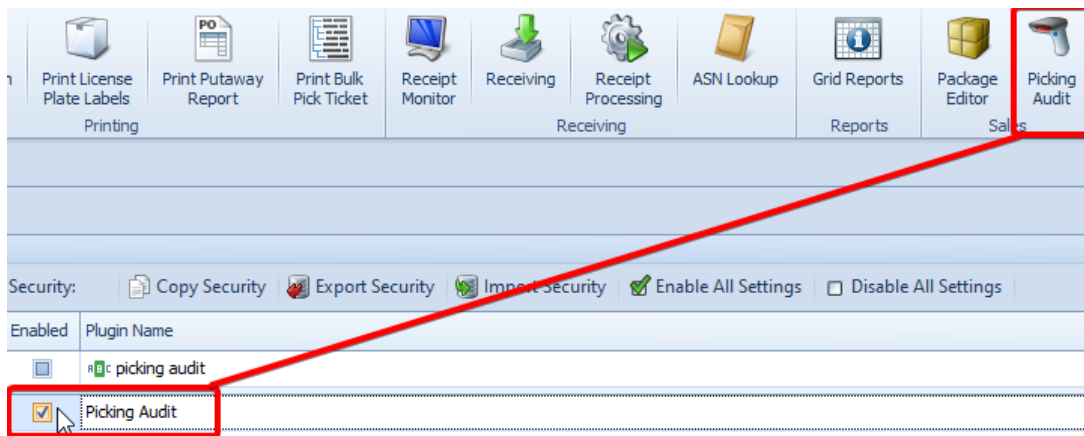 PO
Print License Plate Labels
Print Putaway Report
Print Bulk Pick Ticket
Receipt Monitor
Receiving
Receipt Processing
ASN Lookup
Grid Reports
Package Editor
Picking Audit
Printing
Receiving
Reports
Sales
Security:
Copy Security
Export Security
Import Security
Enable All Settings
Disable All Settings
Enabled
Plugin Name
picking audit
Picking Audit